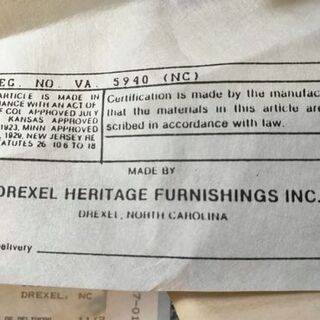 EG. NO. VA. 5940 (NC)
ARTICLE IS MADE IN
ANCE WITH AN ACT OF
COL APPROVED JULY
KANSAS APPROVED
1923, MINN APPROVED
, 1929, NEW JERSEY RE
TATUTES 26 10 6 TO 18
Certification is made by the manufac
that the materials in this article are
scribed in accordance with law.
MADE BY
DREXEL HERITAGE FURNISHINGS INC.
DREXEL, NORTH CAROLINA
elivery
DREXEL, NC